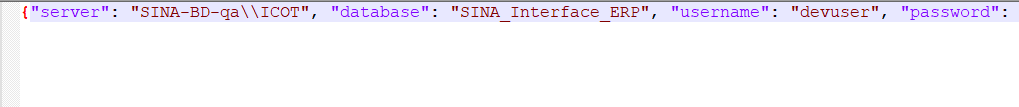 {"server": "SINA-BD-qa\\ICOT", "database": "SINA_Interface_ERP", "username": "devuser", "password":